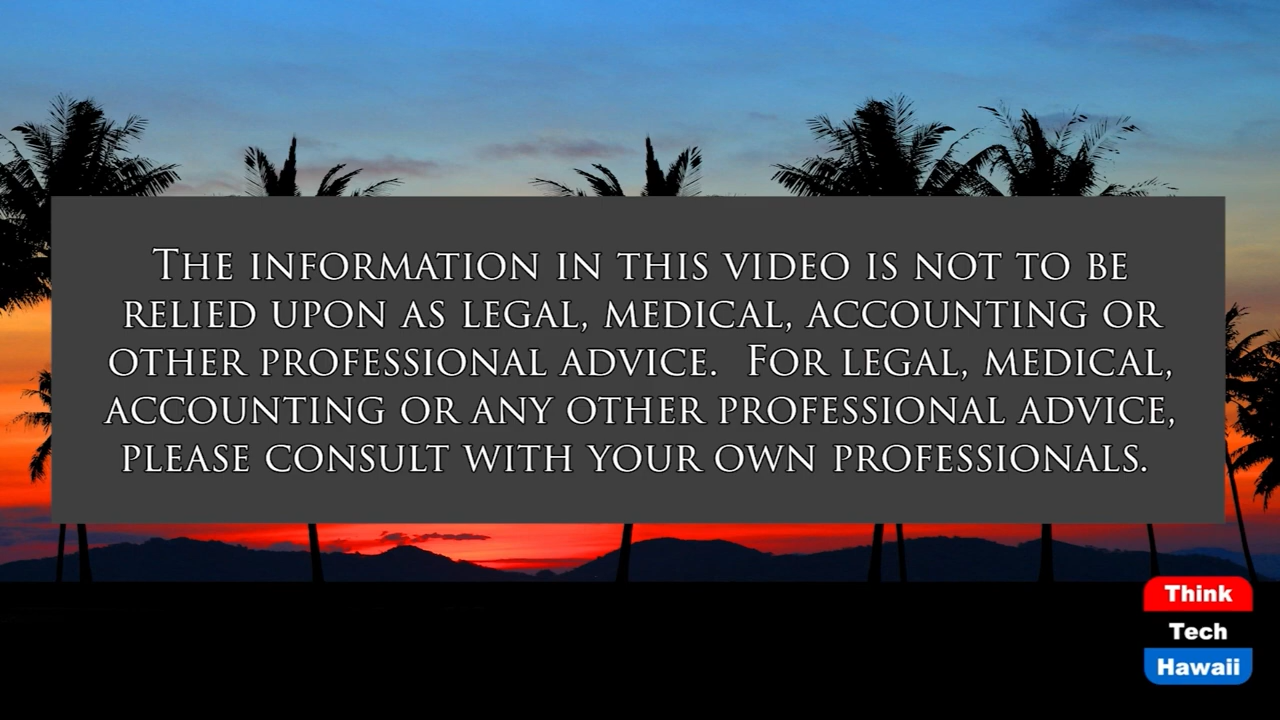 The information in this video is not to be
relied upon as legal, medical, accounting or
other professional advice.  For legal, medical,
accounting or any other professional advice,
please consult with your own professionals.
Think
Tech
Hawaii